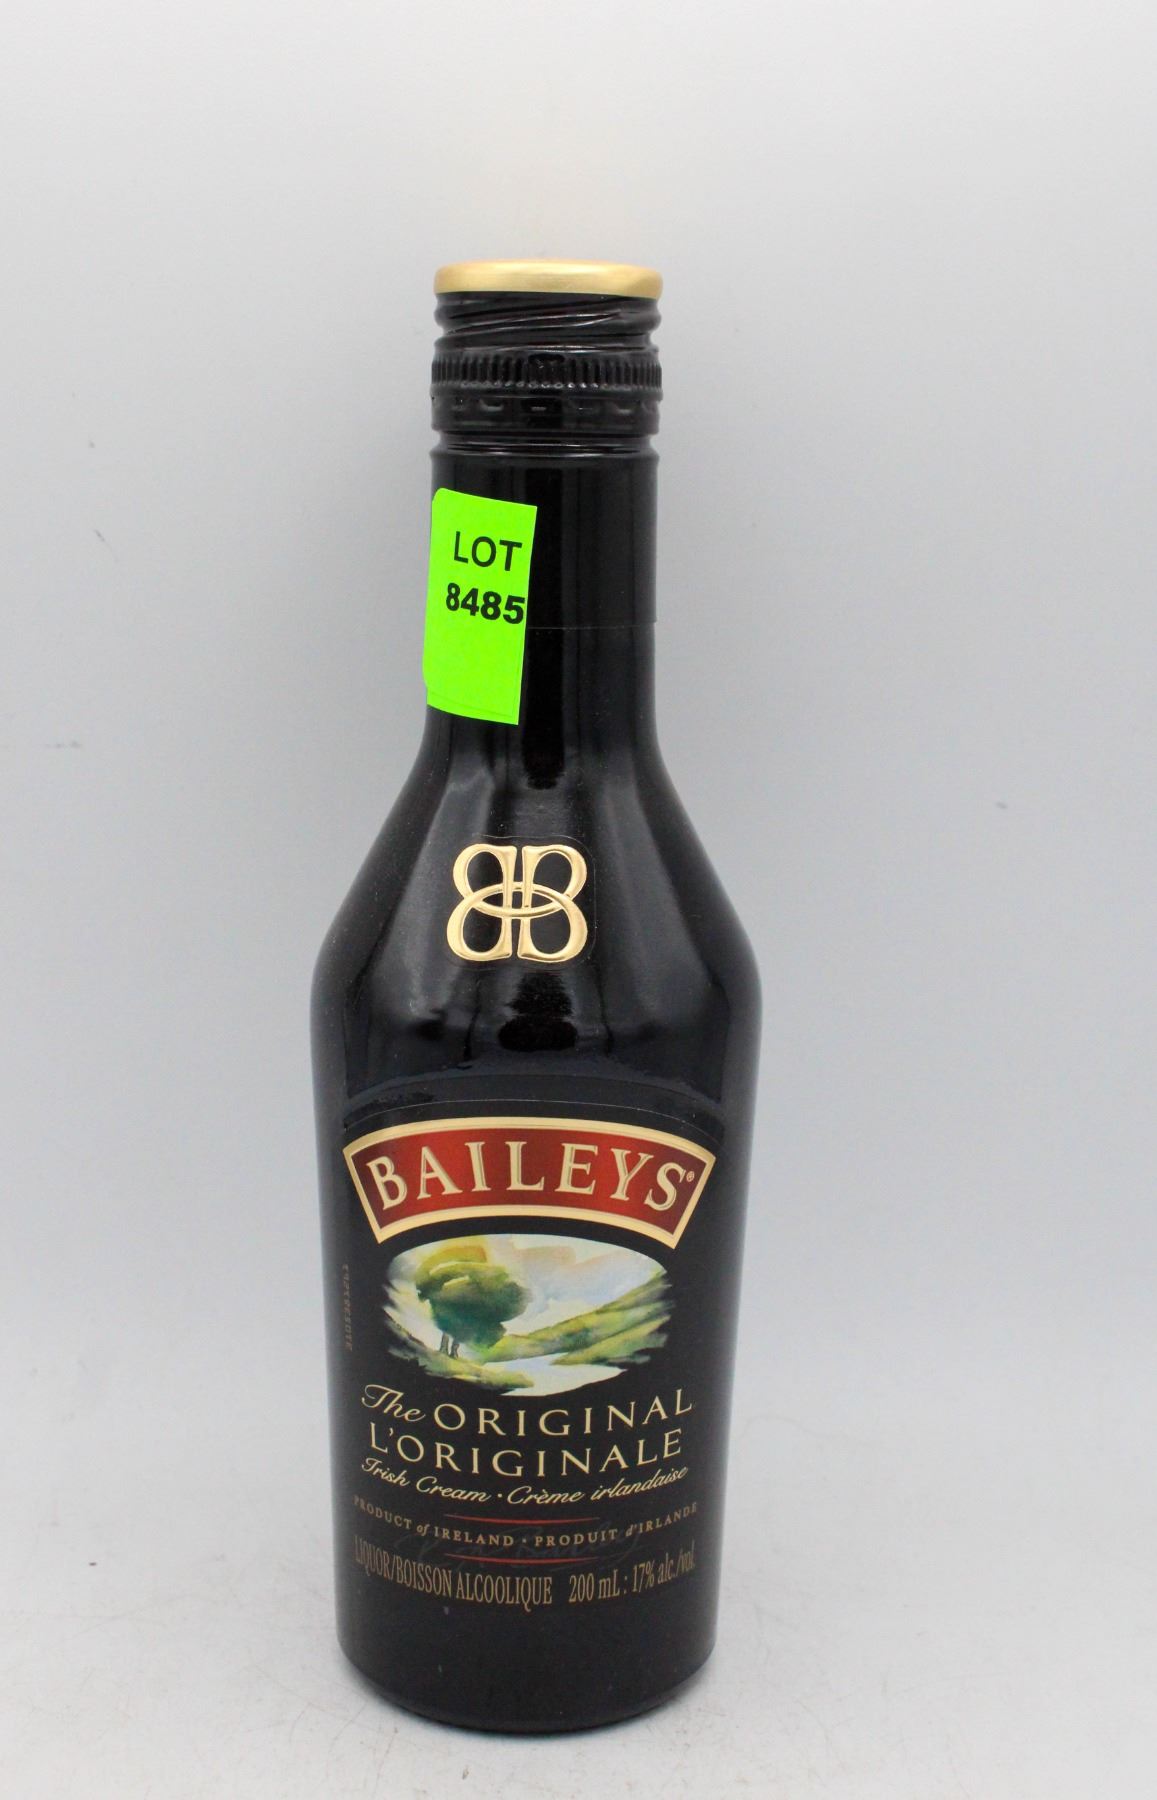 LOT
8485
BB
BAILEYS®
The ORIGINAL
L'ORIGINALE
Irish Cream · Crème irlandaise
PRODUCT of IRELAND · PRODUIT d'IRLANDE
LIQUOR/BOISSON ALCOOLIQUE 200 mL : 17% alc./vol.